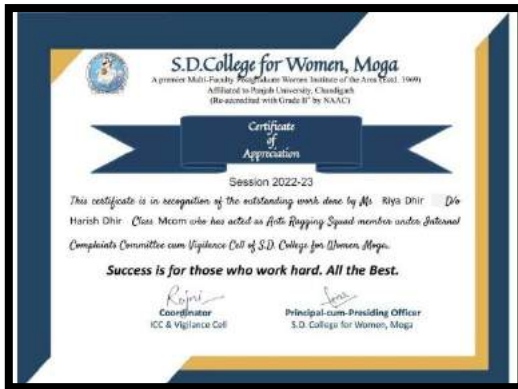 S.D.College for Women, Moga
A premier Multi-Faculty Postgraduate Women Institute of the Area (Estd. 1969)
Affiliated to Panjab University, Chandigarh
(Re-accredited with Grade B⁺ by NAAC)
Certificate
of
Appreciation
Session 2022-23
This certificate is in recognition of the outstanding work done by Ms Riya Dhir D/o
Harish Dhir Class Mcom who has acted as Anti Ragging Squad member under Internal
Complaints Committee cum Vigilance Cell of S.D. College for Women Moga.
Success is for those who work hard. All the Best.
Rajni
Coordinator Principal-cum-Presiding Officer
ICC & Vigilance Cell S.D. College for Women, Moga